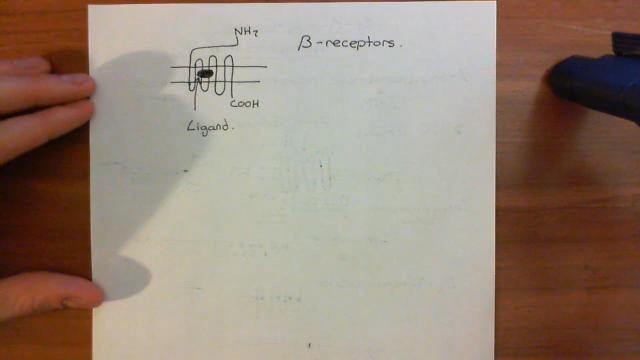 NH₂
β-receptors.
COOH
Ligand.